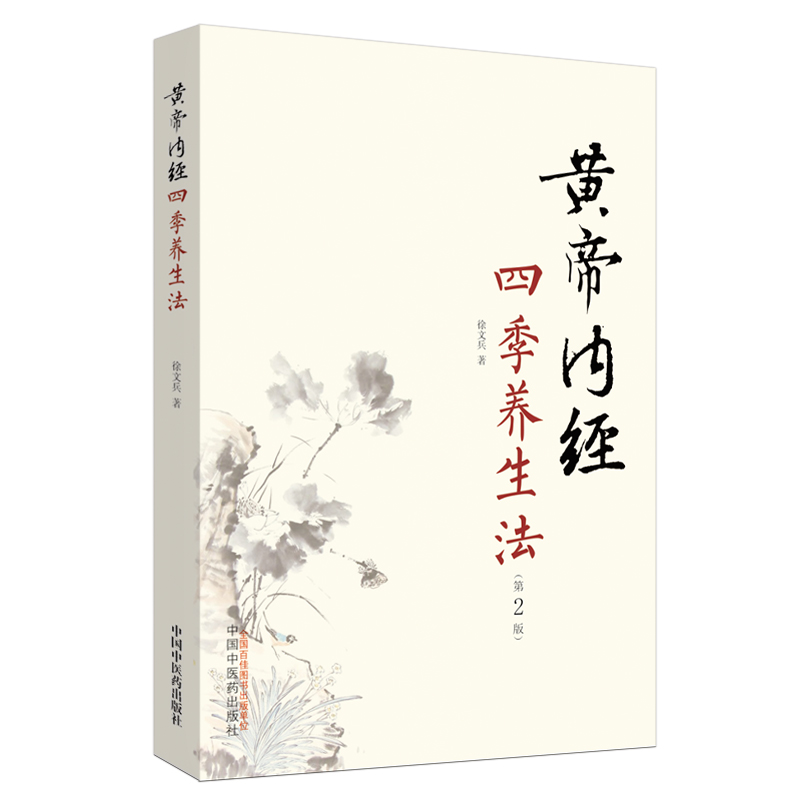 黄帝内经
四季养生法
（第2版）
徐文兵 著
全国百佳图书出版单位
中国中医药出版社
黄帝内经四季养生法
徐文兵 著
中国中医药出版社